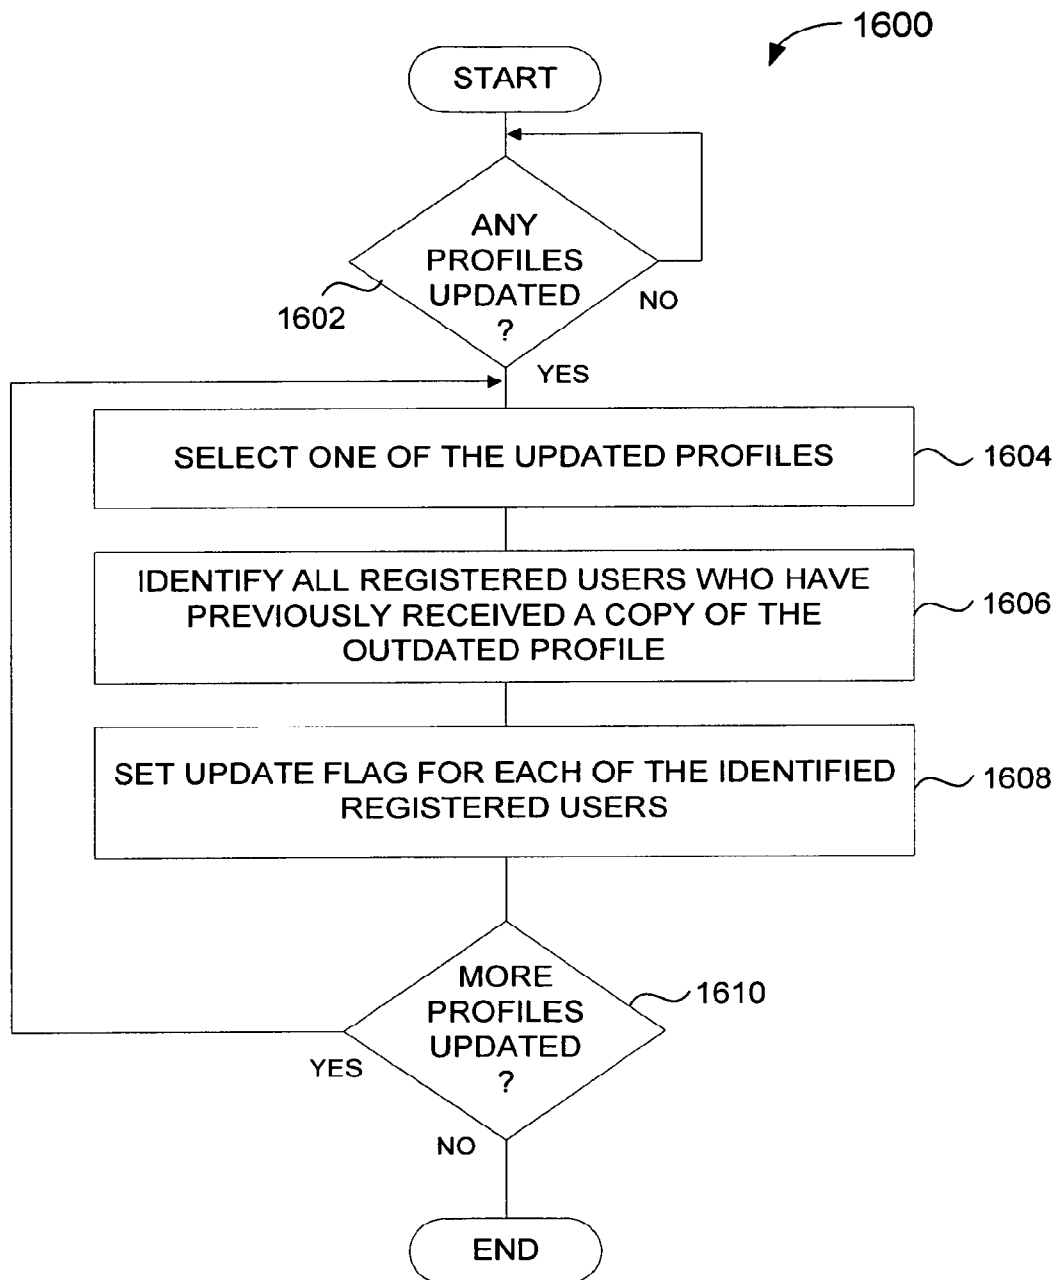 1600
START
ANY
PROFILES
UPDATED
?
1602
NO
YES
SELECT ONE OF THE UPDATED PROFILES
1604
IDENTIFY ALL REGISTERED USERS WHO HAVE
PREVIOUSLY RECEIVED A COPY OF THE
OUTDATED PROFILE
1606
SET UPDATE FLAG FOR EACH OF THE IDENTIFIED
REGISTERED USERS
1608
MORE
PROFILES
UPDATED
?
1610
YES
NO
END